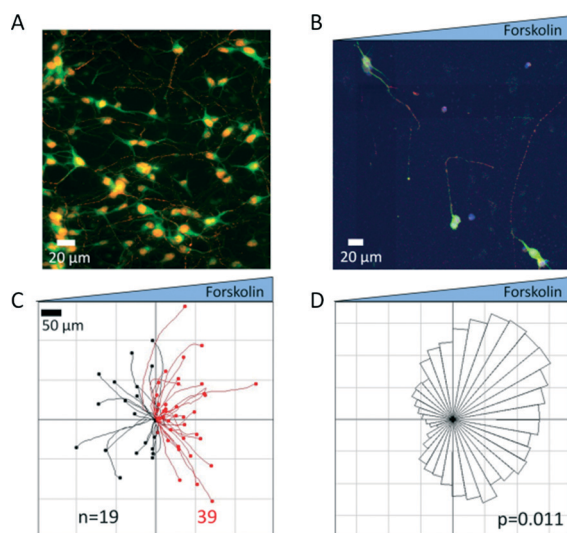 A
20 μm
B
Forskolin
20 μm
C
Forskolin
50 μm
n=19
39
D
Forskolin
p=0.011